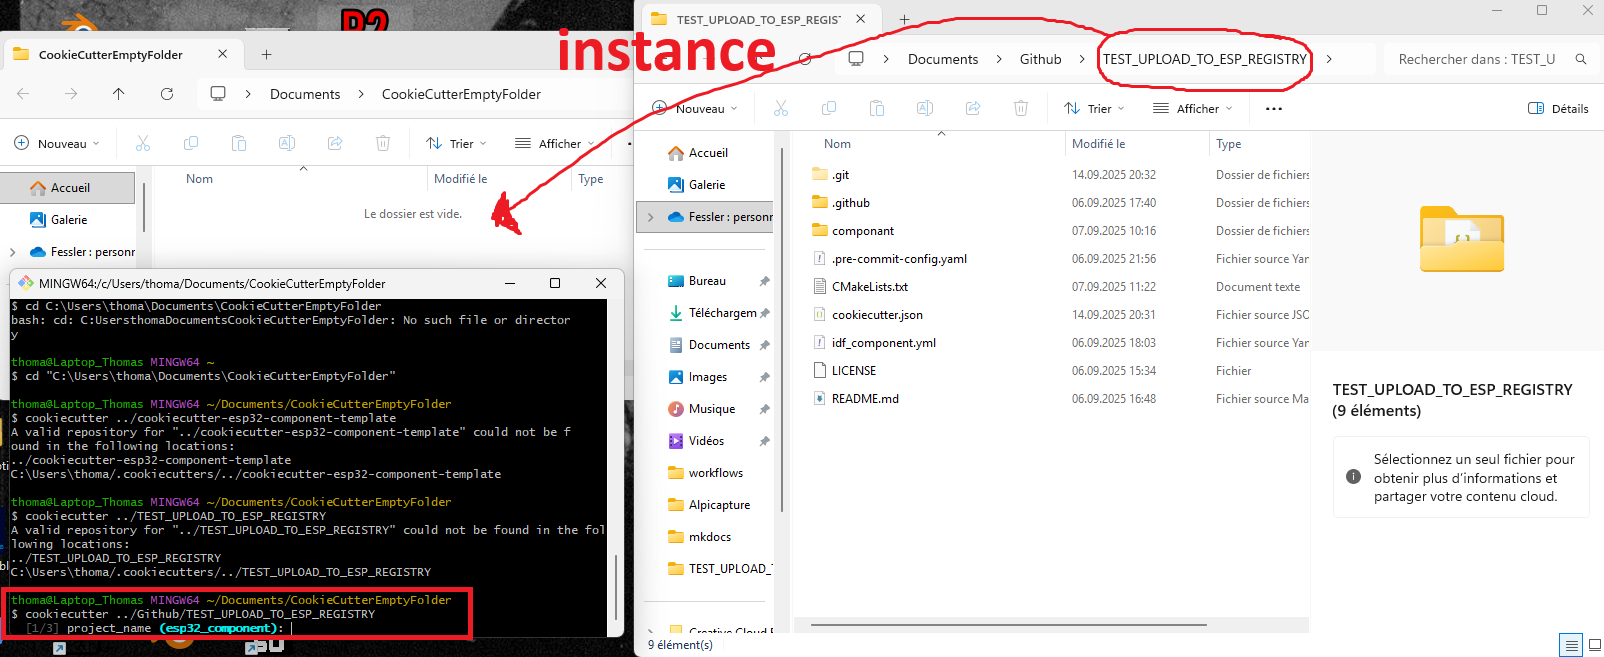 P2
CookieCutterEmptyFolder
Documents
CookieCutterEmptyFolder
Nouveau
Trier
Afficher
Accueil
Galerie
Fessler : personr
Nom
Modifié le
Type
Le dossier est vide.
MINGW64:/c/Users/thoma/Documents/CookieCutterEmptyFolder
$ cd C:\Users\thoma\Documents\CookieCutterEmptyFolder
bash: cd: C:UsersthomaDocumentsCookieCutterEmptyFolder: No such file or director
y
thoma@Laptop_Thomas MINGW64 ~
$ cd "C:\Users\thoma\Documents\CookieCutterEmptyFolder"
thoma@Laptop_Thomas MINGW64 ~/Documents/CookieCutterEmptyFolder
$ cookiecutter ../cookiecutter-esp32-component-template
A valid repository for "../cookiecutter-esp32-component-template" could not be f
ound in the following locations:
../cookiecutter-esp32-component-template
C:\Users\thoma/.cookiecutters/../cookiecutter-esp32-component-template
thoma@Laptop_Thomas MINGW64 ~/Documents/CookieCutterEmptyFolder
$ cookiecutter ../TEST_UPLOAD_TO_ESP_REGISTRY
A valid repository for "../TEST_UPLOAD_TO_ESP_REGISTRY" could not be found in the fol
lowing locations:
../TEST_UPLOAD_TO_ESP_REGISTRY
C:\Users\thoma/.cookiecutters/../TEST_UPLOAD_TO_ESP_REGISTRY
thoma@Laptop_Thomas MINGW64 ~/Documents/CookieCutterEmptyFolder
$ cookiecutter ../Github/TEST_UPLOAD_TO_ESP_REGISTRY
[1/3] project_name (esp32_component):
instance
TEST_UPLOAD_TO_ESP_REGIST
Documents
Github
TEST_UPLOAD_TO_ESP_REGISTRY
Rechercher dans : TEST_U
Nouveau
Trier
Afficher
Détails
Accueil
Galerie
Fessler : personr
Bureau
Téléchargem
Documents
Images
Musique
Vidéos
workflows
Alpicapture
mkdocs
TEST_UPLOAD_T
Creative Cloud F
Nom Modifié le Type
.git 14.09.2025 20:32 Dossier de fichiers
.github 06.09.2025 17:40 Dossier de fichiers
componant 07.09.2025 10:16 Dossier de fichiers
.pre-commit-config.yaml 06.09.2025 21:56 Fichier source Yan
CMakeLists.txt 07.09.2025 11:22 Document texte
cookiecutter.json 14.09.2025 20:31 Fichier source JSO
idf_component.yml 06.09.2025 18:03 Fichier source Yan
LICENSE 06.09.2025 15:34 Fichier
README.md 06.09.2025 16:48 Fichier source Ma
TEST_UPLOAD_TO_ESP_REGISTRY
(9 éléments)
Sélectionnez un seul fichier pour
obtenir plus d'informations et
partager votre contenu cloud.
9 élément(s)